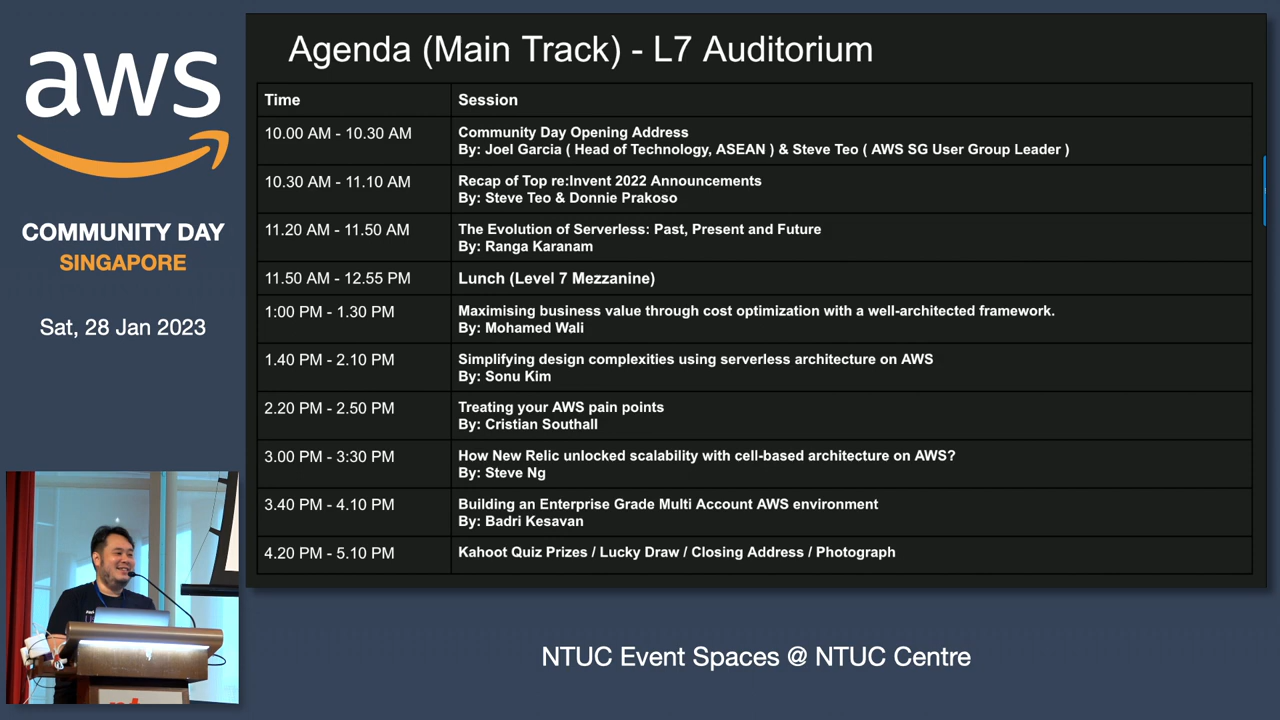 aws
COMMUNITY DAY
SINGAPORE
Sat, 28 Jan 2023
Agenda (Main Track) - L7 Auditorium
Time Session
10.00 AM - 10.30 AM Community Day Opening Address
By: Joel Garcia ( Head of Technology, ASEAN ) & Steve Teo ( AWS SG User Group Leader )
10.30 AM - 11.10 AM Recap of Top re:Invent 2022 Announcements
By: Steve Teo & Donnie Prakoso
11.20 AM - 11.50 AM The Evolution of Serverless: Past, Present and Future
By: Ranga Karanam
11.50 AM - 12.55 PM Lunch (Level 7 Mezzanine)
1:00 PM - 1.30 PM Maximising business value through cost optimization with a well-architected framework.
By: Mohamed Wali
1.40 PM - 2.10 PM Simplifying design complexities using serverless architecture on AWS
By: Sonu Kim
2.20 PM - 2.50 PM Treating your AWS pain points
By: Cristian Southall
3.00 PM - 3:30 PM How New Relic unlocked scalability with cell-based architecture on AWS?
By: Steve Ng
3.40 PM - 4.10 PM Building an Enterprise Grade Multi Account AWS environment
By: Badri Kesavan
4.20 PM - 5.10 PM Kahoot Quiz Prizes / Lucky Draw / Closing Address / Photograph
NTUC Event Spaces @ NTUC Centre